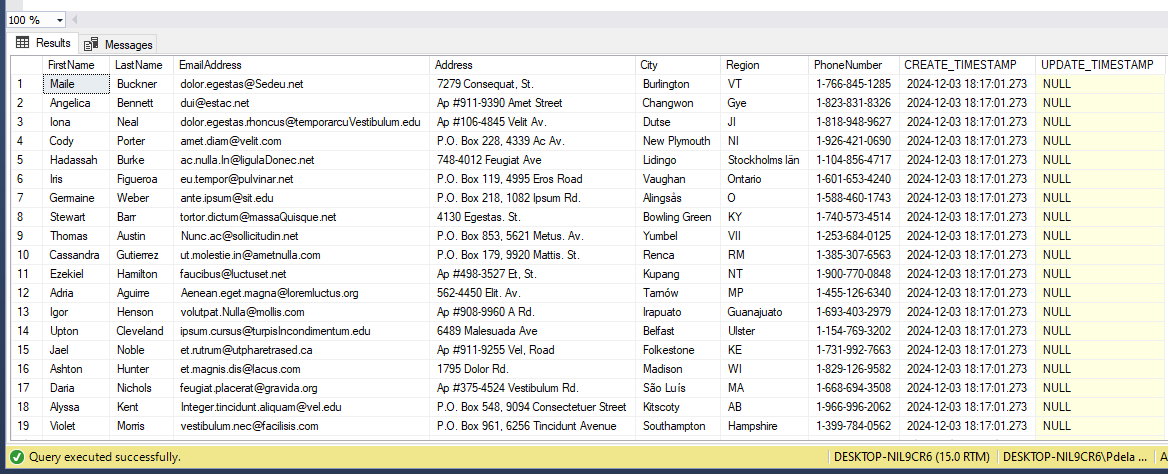 100 %
Results Messages
FirstName LastName EmailAddress Address City Region PhoneNumber CREATE_TIMESTAMP UPDATE_TIMESTAMP
1 Maile Buckner dolor.egestas@Sedeu.net 7279 Consequat, St. Burlington VT 1-766-845-1285 2024-12-03 18:17:01.273 NULL
2 Angelica Bennett dui@estac.net Ap #911-9390 Amet Street Changwon Gye 1-823-831-8326 2024-12-03 18:17:01.273 NULL
3 Iona Neal dolor.egestas.rhoncus@temporarcuVestibulum.edu Ap #106-4845 Velit Av. Dutse JI 1-818-948-9627 2024-12-03 18:17:01.273 NULL
4 Cody Porter amet.diam@velit.com P.O. Box 228, 4339 Ac Av. New Plymouth NI 1-926-421-0690 2024-12-03 18:17:01.273 NULL
5 Hadassah Burke ac.nulla.In@ligulaDonec.net 748-4012 Feugiat Ave Lidingo Stockholms län 1-104-856-4717 2024-12-03 18:17:01.273 NULL
6 Iris Figueroa eu.tempor@pulvinar.net P.O. Box 119, 4995 Eros Road Vaughan Ontario 1-601-653-4240 2024-12-03 18:17:01.273 NULL
7 Germaine Weber ante.ipsum@sit.edu P.O. Box 218, 1082 Ipsum Rd. Alingsås O 1-588-460-1743 2024-12-03 18:17:01.273 NULL
8 Stewart Barr tortor.dictum@massaQuisque.net 4130 Egestas. St. Bowling Green KY 1-740-573-4514 2024-12-03 18:17:01.273 NULL
9 Thomas Austin Nunc.ac@sollicitudin.net P.O. Box 853, 5621 Metus. Av. Yumbel VII 1-253-684-0125 2024-12-03 18:17:01.273 NULL
10 Cassandra Gutierrez ut.molestie.in@ametnulla.com P.O. Box 179, 9920 Mattis. St. Renca RM 1-385-307-6563 2024-12-03 18:17:01.273 NULL
11 Ezekiel Hamilton faucibus@luctuset.net Ap #498-3527 Et, St. Kupang NT 1-900-770-0848 2024-12-03 18:17:01.273 NULL
12 Adria Aguirre Aenean.eget.magna@loremluctus.org 562-4450 Elit. Av. Tarnów MP 1-455-126-6340 2024-12-03 18:17:01.273 NULL
13 Igor Henson volutpat.Nulla@mollis.com Ap #908-9960 A Rd. Irapuato Guanajuato 1-693-403-2979 2024-12-03 18:17:01.273 NULL
14 Upton Cleveland ipsum.cursus@turpisIncondimentum.edu 6489 Malesuada Ave Belfast Ulster 1-154-769-3202 2024-12-03 18:17:01.273 NULL
15 Jael Noble et.rutrum@utpharetrased.ca Ap #911-9255 Vel, Road Folkestone KE 1-731-992-7663 2024-12-03 18:17:01.273 NULL
16 Ashton Hunter et.magnis.dis@lacus.com 1795 Dolor Rd. Madison WI 1-829-126-9582 2024-12-03 18:17:01.273 NULL
17 Daria Nichols feugiat.placerat@gravida.org Ap #375-4524 Vestibulum Rd. São Luís MA 1-668-694-3508 2024-12-03 18:17:01.273 NULL
18 Alyssa Kent Integer.tincidunt.aliquam@vel.edu P.O. Box 548, 9094 Consectetuer Street Kitscoty AB 1-966-996-2062 2024-12-03 18:17:01.273 NULL
19 Violet Morris vestibulum.nec@facilisis.com P.O. Box 961, 6256 Tincidunt Avenue Southampton Hampshire 1-399-784-0562 2024-12-03 18:17:01.273 NULL
Query executed successfully. DESKTOP-NIL9CR6 (15.0 RTM) DESKTOP-NIL9CR6\Pdela ...